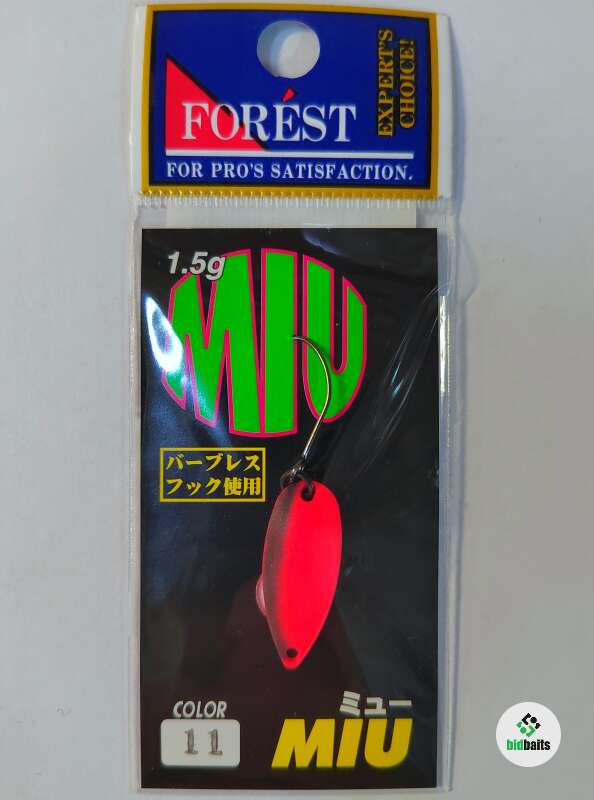 FORÉST
EXPERT'S
CHOICE!
FOR PRO'S SATISFACTION.
1.5g
MIU
バーブレス
フック使用
COLOR
11
ミュー
MIU
bidbaits